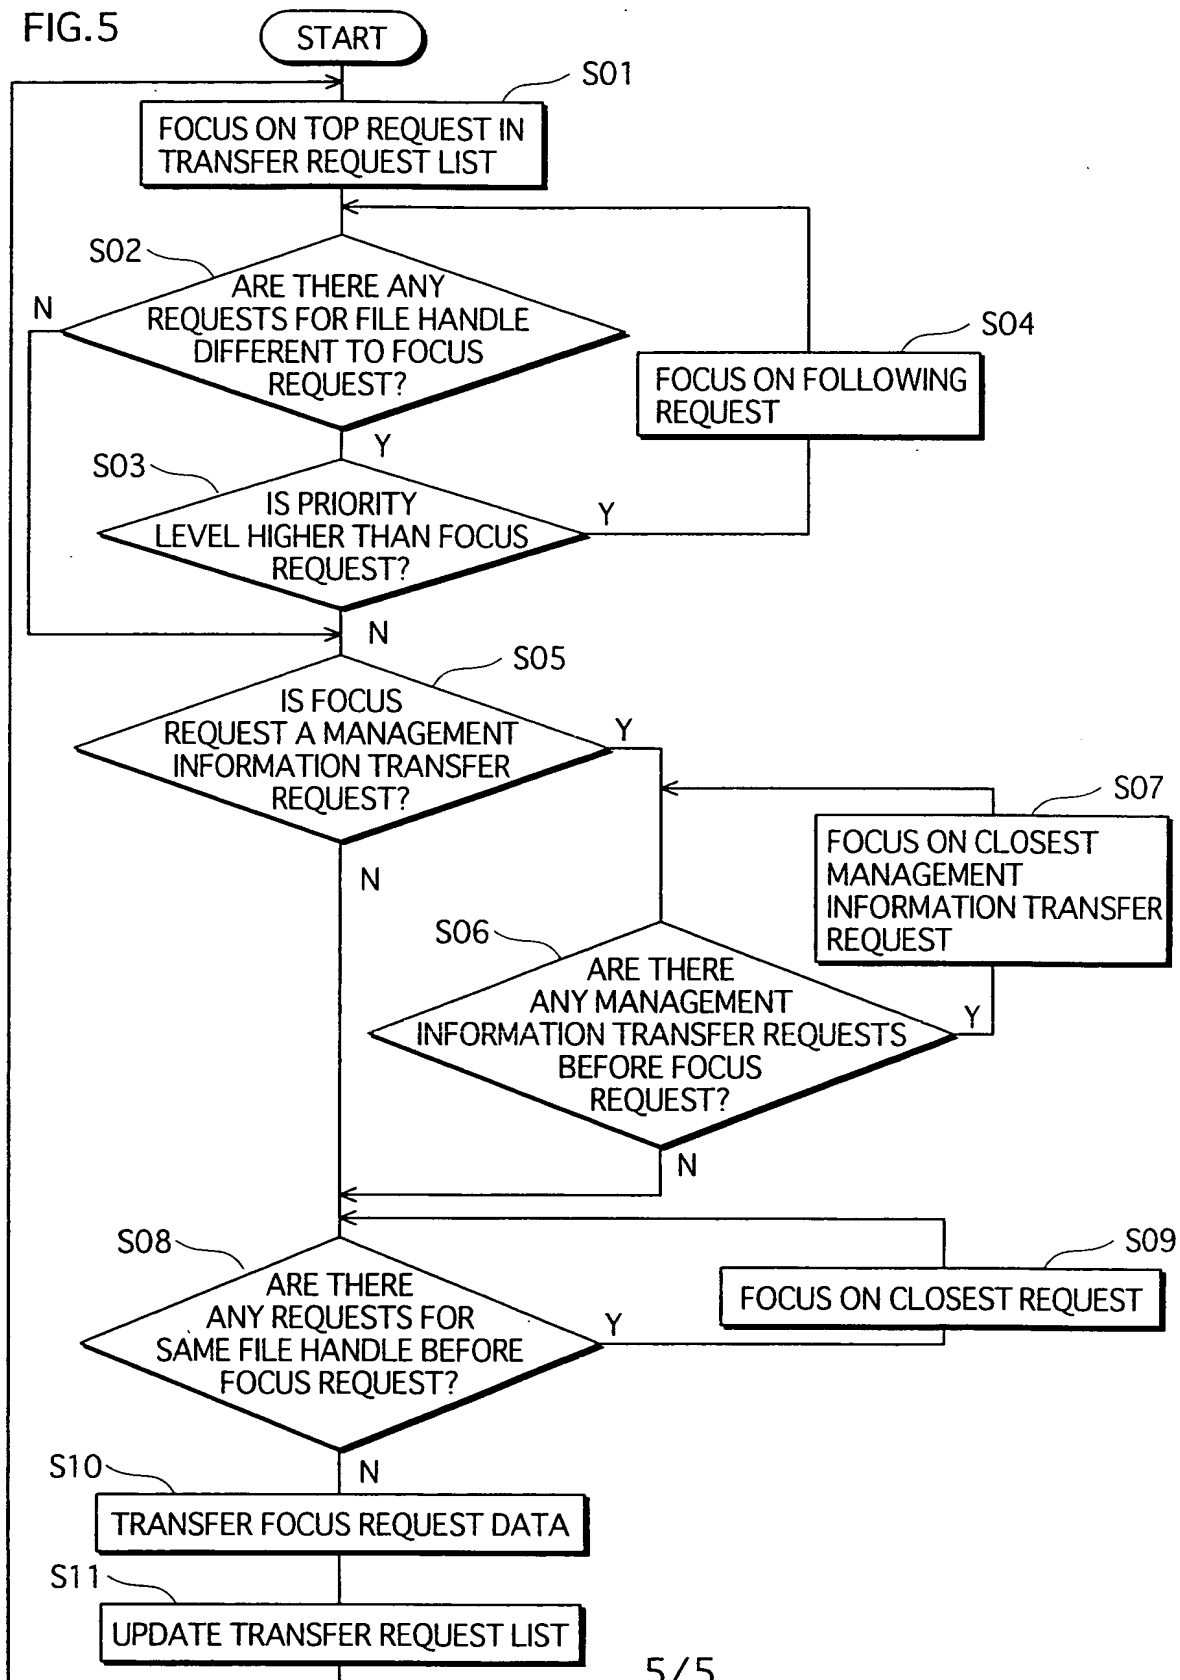 FIG.5
START
S01
FOCUS ON TOP REQUEST IN
TRANSFER REQUEST LIST
S02
ARE THERE ANY
REQUESTS FOR FILE HANDLE
DIFFERENT TO FOCUS
REQUEST?
N
Y
S04
FOCUS ON FOLLOWING
REQUEST
S03
IS PRIORITY
LEVEL HIGHER THAN FOCUS
REQUEST?
Y
N
S05
IS FOCUS
REQUEST A MANAGEMENT
INFORMATION TRANSFER
REQUEST?
Y
N
S07
FOCUS ON CLOSEST
MANAGEMENT
INFORMATION TRANSFER
REQUEST
S06
ARE THERE
ANY MANAGEMENT
INFORMATION TRANSFER REQUESTS
BEFORE FOCUS
REQUEST?
Y
N
S08
ARE THERE
ANY REQUESTS FOR
SAME FILE HANDLE BEFORE
FOCUS REQUEST?
Y
N
S09
FOCUS ON CLOSEST REQUEST
S10
TRANSFER FOCUS REQUEST DATA
S11
UPDATE TRANSFER REQUEST LIST
5/5